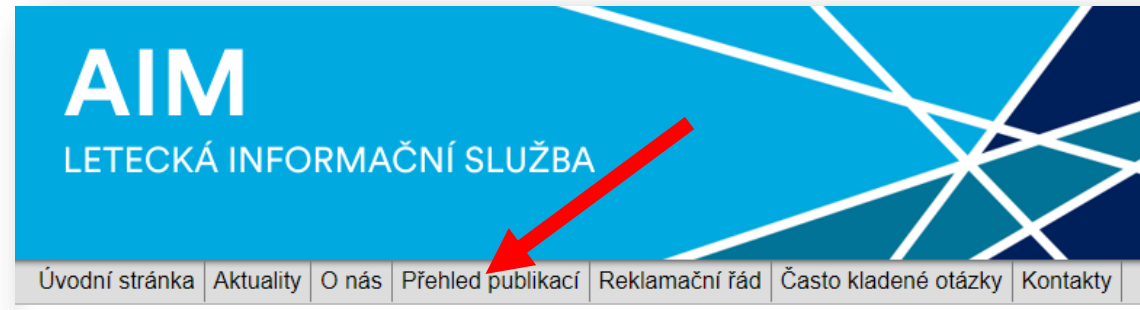 AIM
LETECKÁ INFORMAČNÍ SLUŽBA
Úvodní stránka Aktuality O nás Přehled publikací Reklamační řád Často kladené otázky Kontakty